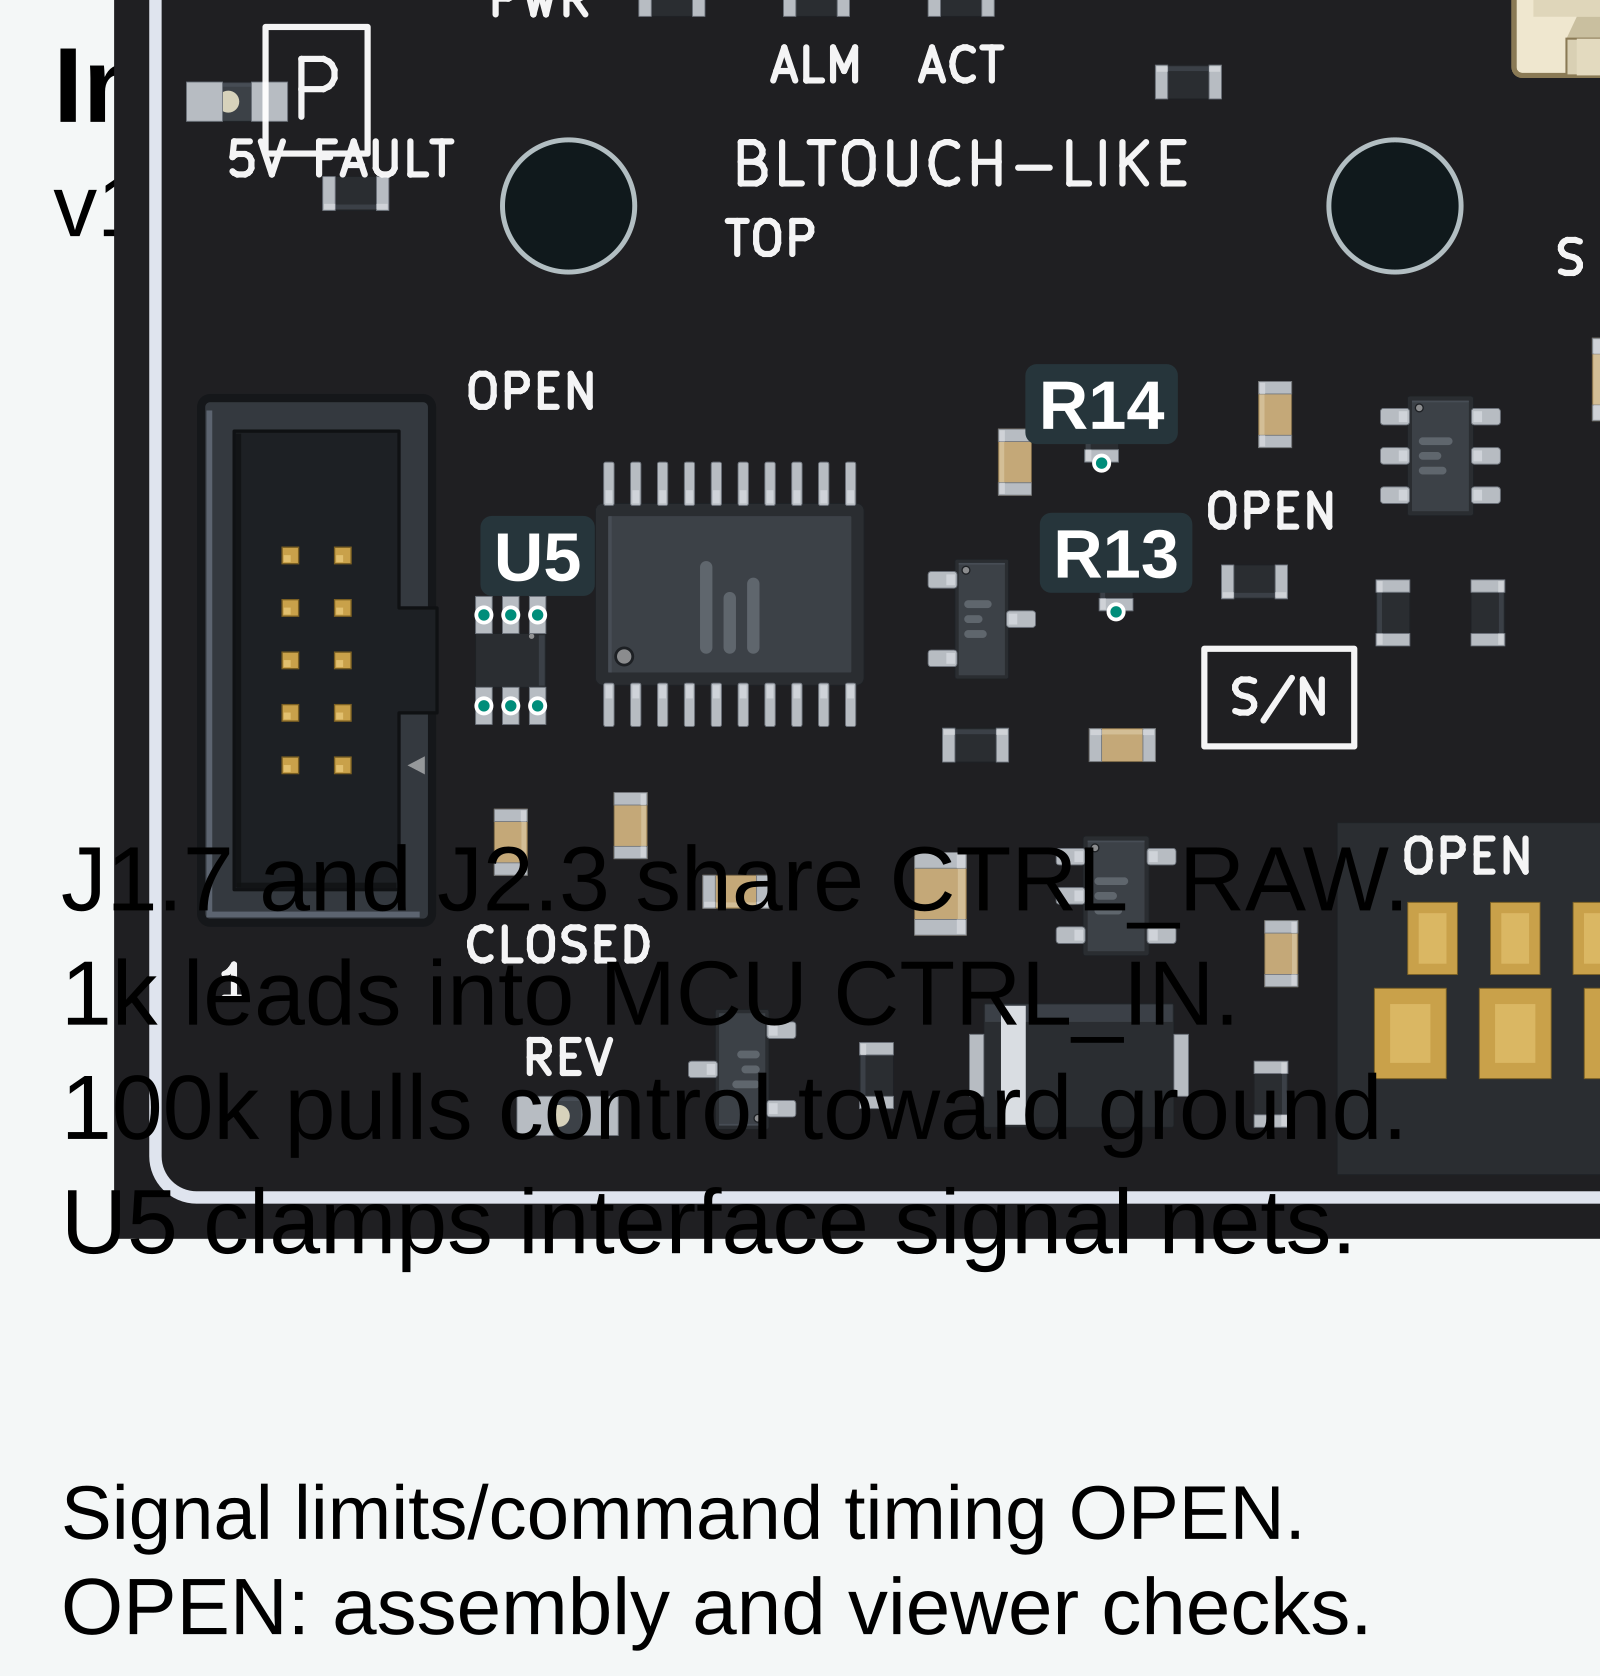 PWR
ALM ACT
In
P
5V FAULT
BLTOUCH-LIKE
v1
TOP
S
OPEN
R14
OPEN
U5
R13
S/N
OPEN
J1.7 and J2.3 share CTRL_RAW.
CLOSED
1
1k leads into MCU CTRL_IN.
REV
100k pulls control toward ground.
U5 clamps interface signal nets.
Signal limits/command timing OPEN.
OPEN: assembly and viewer checks.